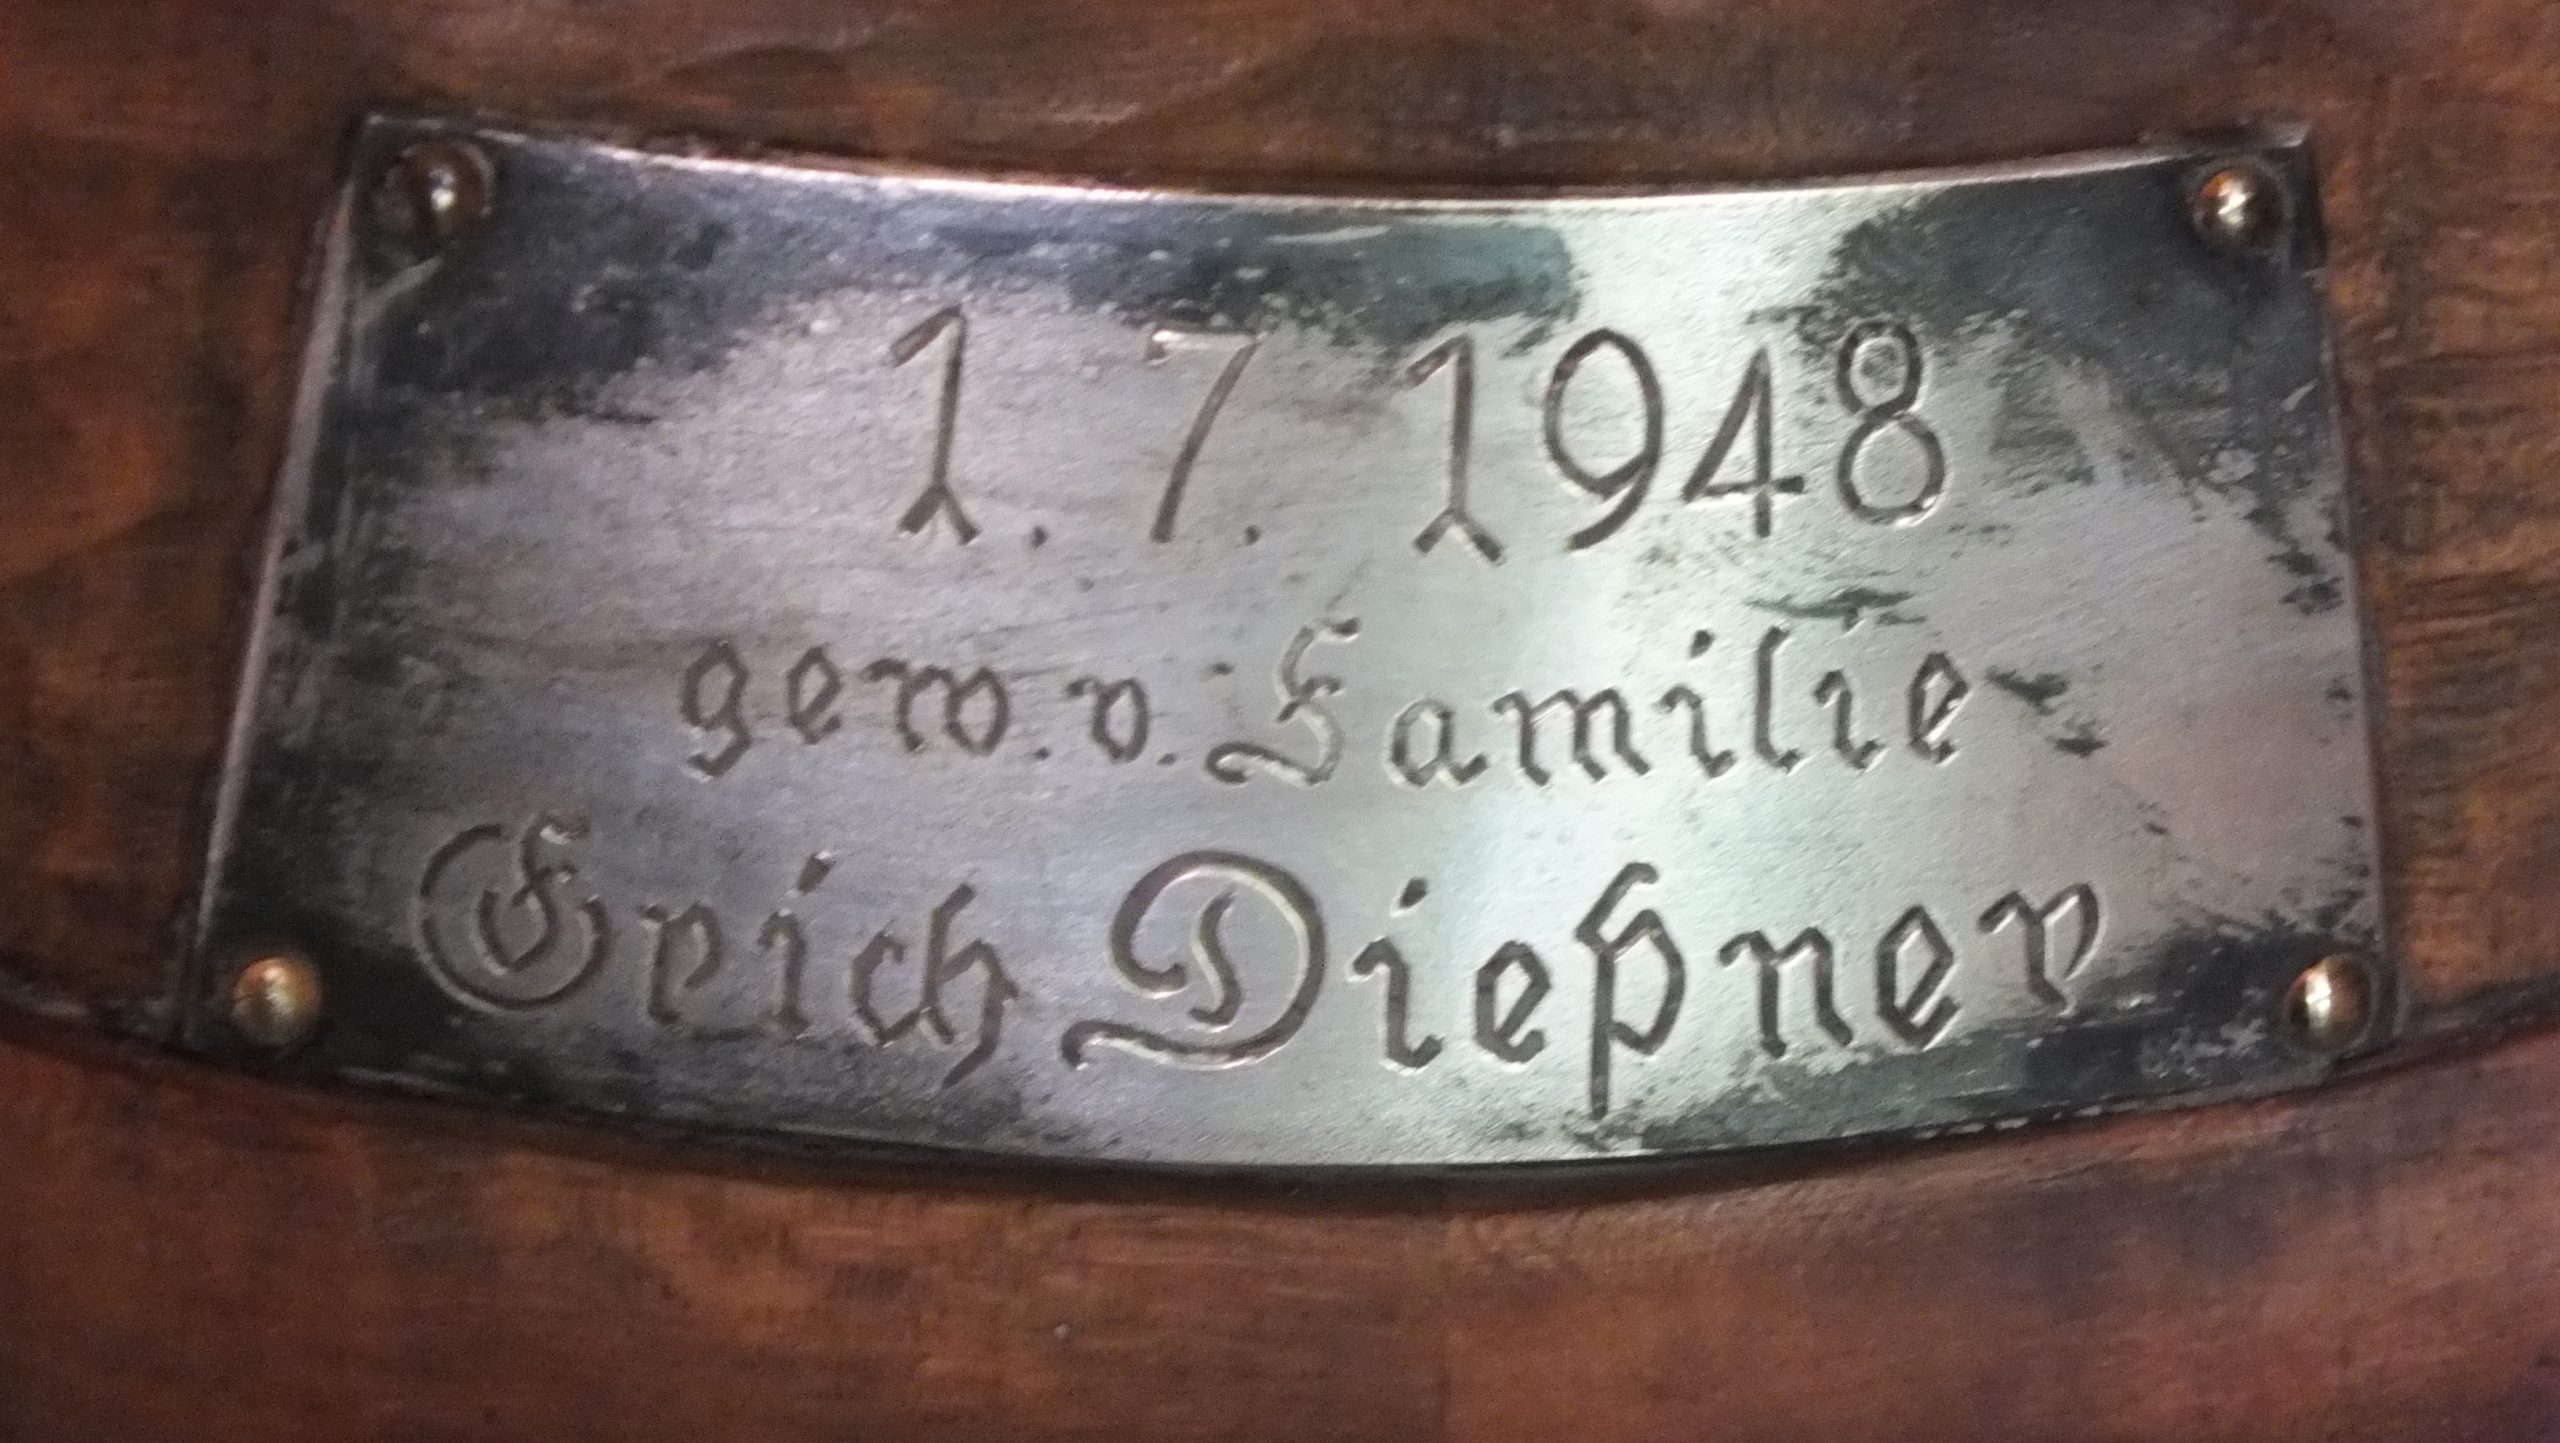 1. 7. 1948
gew. v. Familie
Erich Dießner